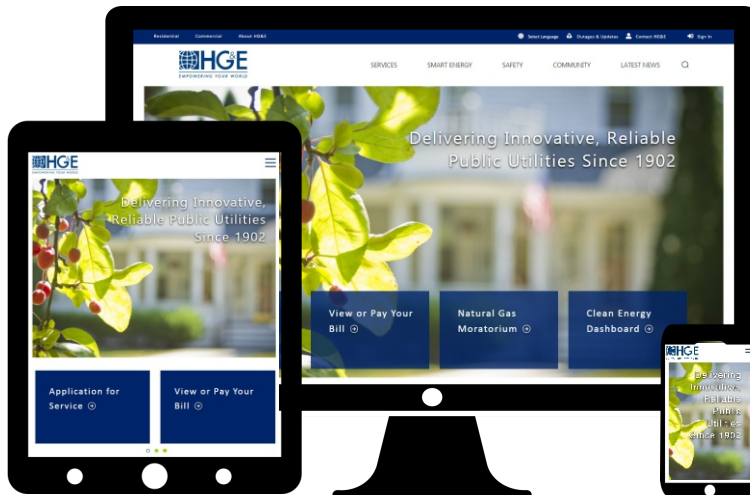 Residential Commercial About HG&E Select Language Outages & Updates Contact HG&E Sign In
HG&E
EMPOWERING YOUR WORLD
SERVICES SMART ENERGY SAFETY COMMUNITY LATEST NEWS
Delivering Innovative, Reliable
Public Utilities Since 1902
View or Pay Your
Bill
Natural Gas
Moratorium
Clean Energy
Dashboard
HG&E
EMPOWERING YOUR WORLD
Delivering Innovative,
Reliable Public Utilities
Since 1902
Application for
Service
View or Pay Your
Bill
HG&E
Delivering
Innovative,
Reliable
Public
Utilities
Since 1902